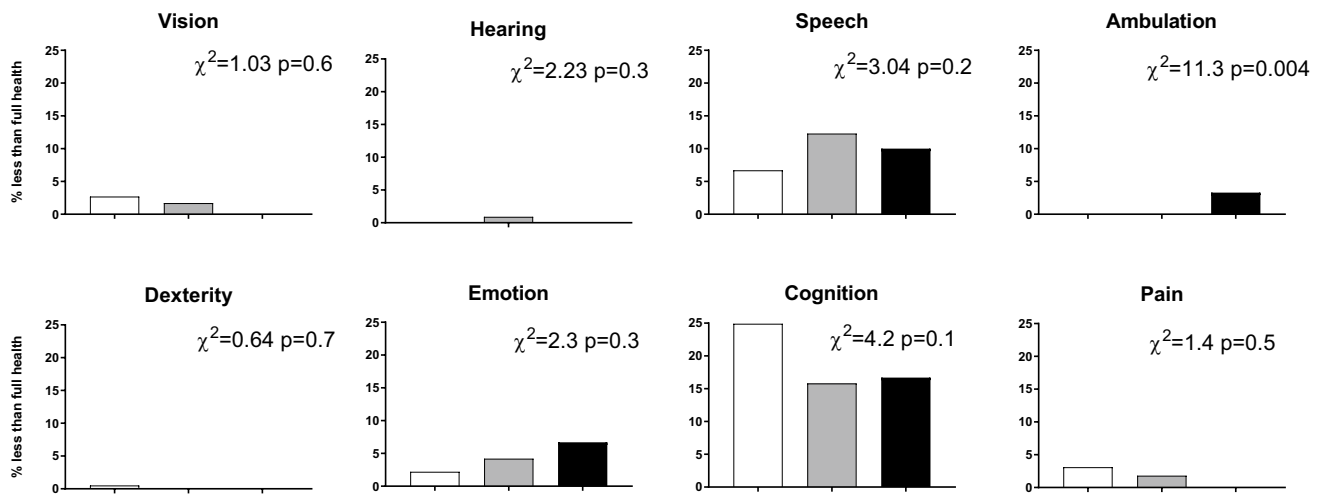 Vision
% less than full health
25
20
15
10
5
0
χ²=1.03 p=0.6
Hearing
25
20
15
10
5
0
χ²=2.23 p=0.3
Speech
25
20
15
10
5
0
χ²=3.04 p=0.2
Ambulation
25
20
15
10
5
0
χ²=11.3 p=0.004
Dexterity
% less than full health
25
20
15
10
5
0
χ²=0.64 p=0.7
Emotion
25
20
15
10
5
0
χ²=2.3 p=0.3
Cognition
25
20
15
10
5
0
χ²=4.2 p=0.1
Pain
25
20
15
10
5
0
χ²=1.4 p=0.5